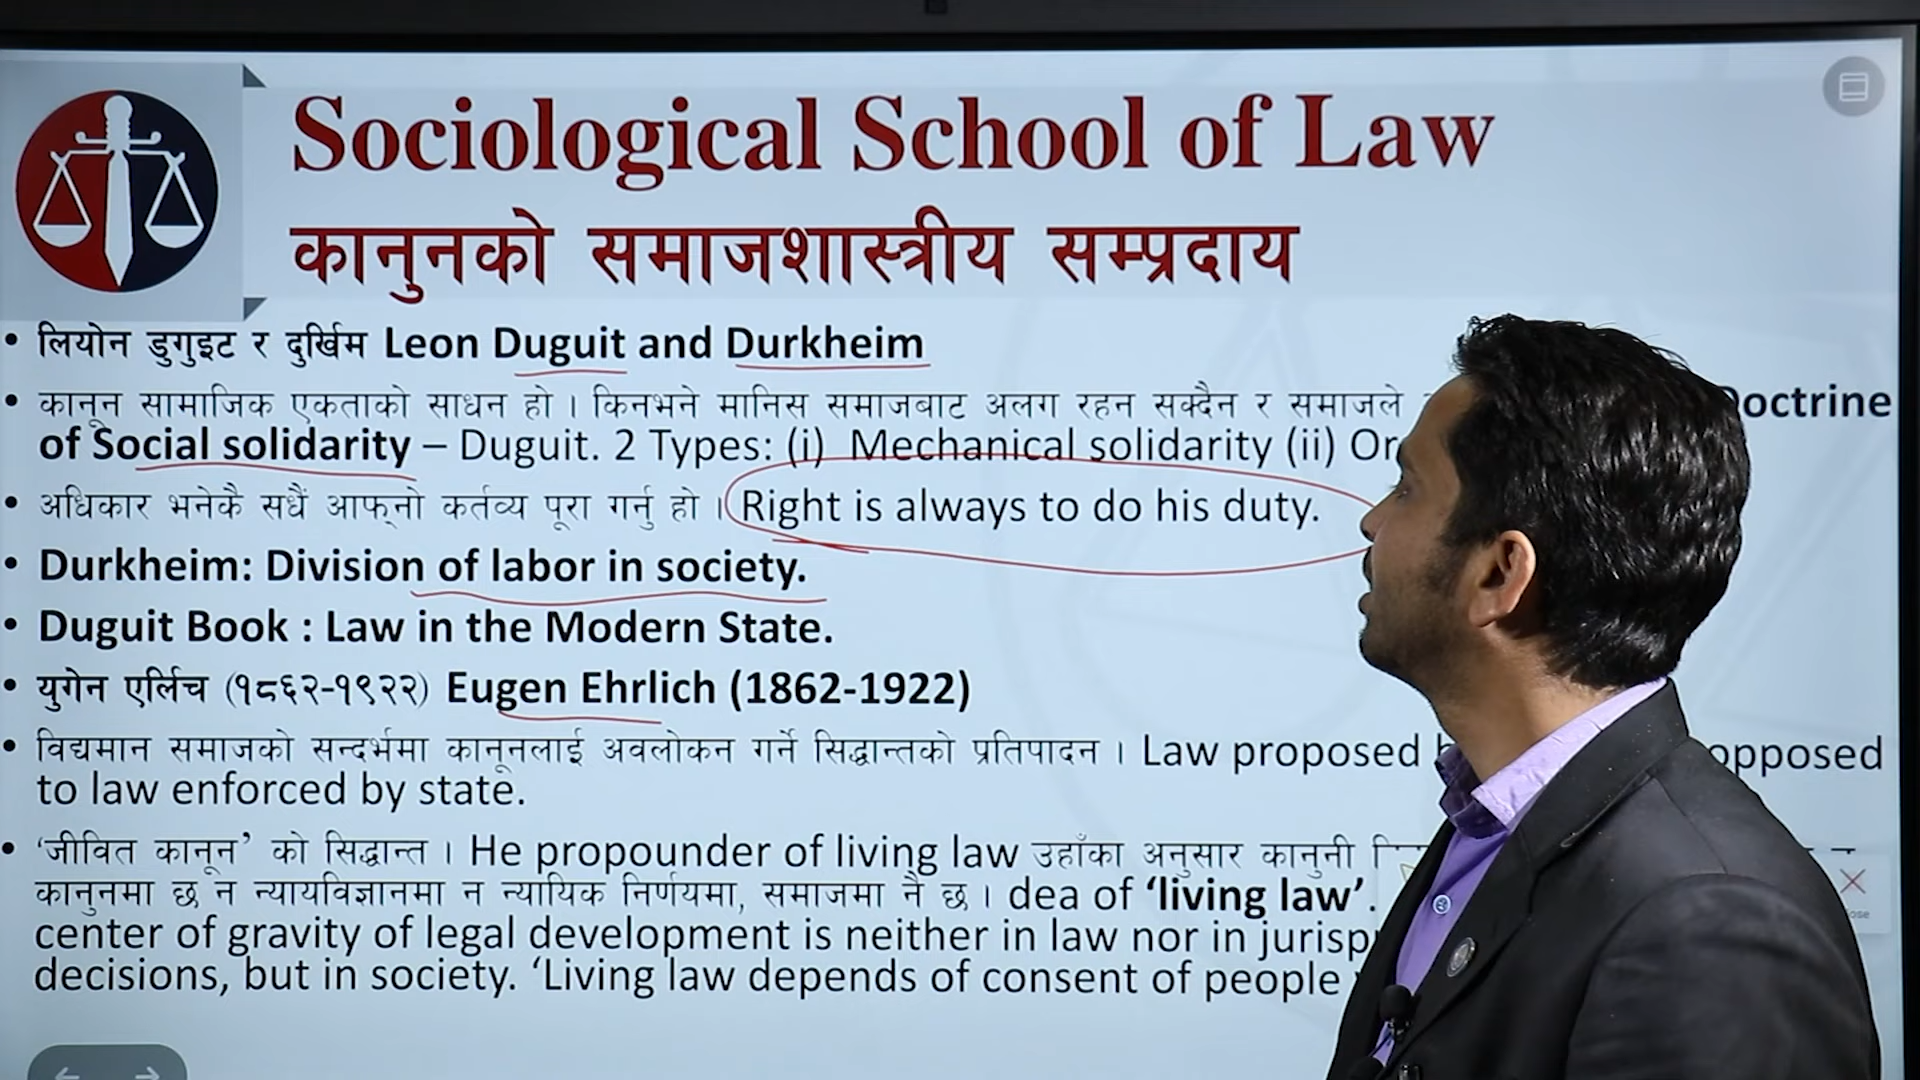 Sociological School of Law
कानुनको समाजशास्त्रीय सम्प्रदाय
• लियोन डुगुइट र दुर्खिम Leon Duguit and Durkheim
• कानून सामाजिक एकताको साधन हो । किनभने मानिस समाजबाट अलग रहन सक्दैन र समाजले Doctrine
of Social solidarity – Duguit. 2 Types: (i) Mechanical solidarity (ii)
• अधिकार भनेकै सधैं आफ्नो कर्तव्य पूरा गर्नु हो । Right is always to do his duty.
• Durkheim: Division of labor in society.
• Duguit Book : Law in the Modern State.
• युगेन एर्लिच (१८६२-१९२२) Eugen Ehrlich (1862-1922)
• विद्यमान समाजको सन्दर्भमा कानूनलाई अवलोकन गर्ने सिद्धान्तको प्रतिपादन । Law proposed opposed
to law enforced by state.
• ‘जीवित कानून’ को सिद्धान्त । He propounder of living law उहाँका अनुसार कानुनी
कानुनमा छ न न्यायविज्ञानमा न न्यायिक निर्णयमा, समाजमा नै छ । dea of ‘living law’.
center of gravity of legal development is neither in law nor in
decisions, but in society. ‘Living law depends of consent of people